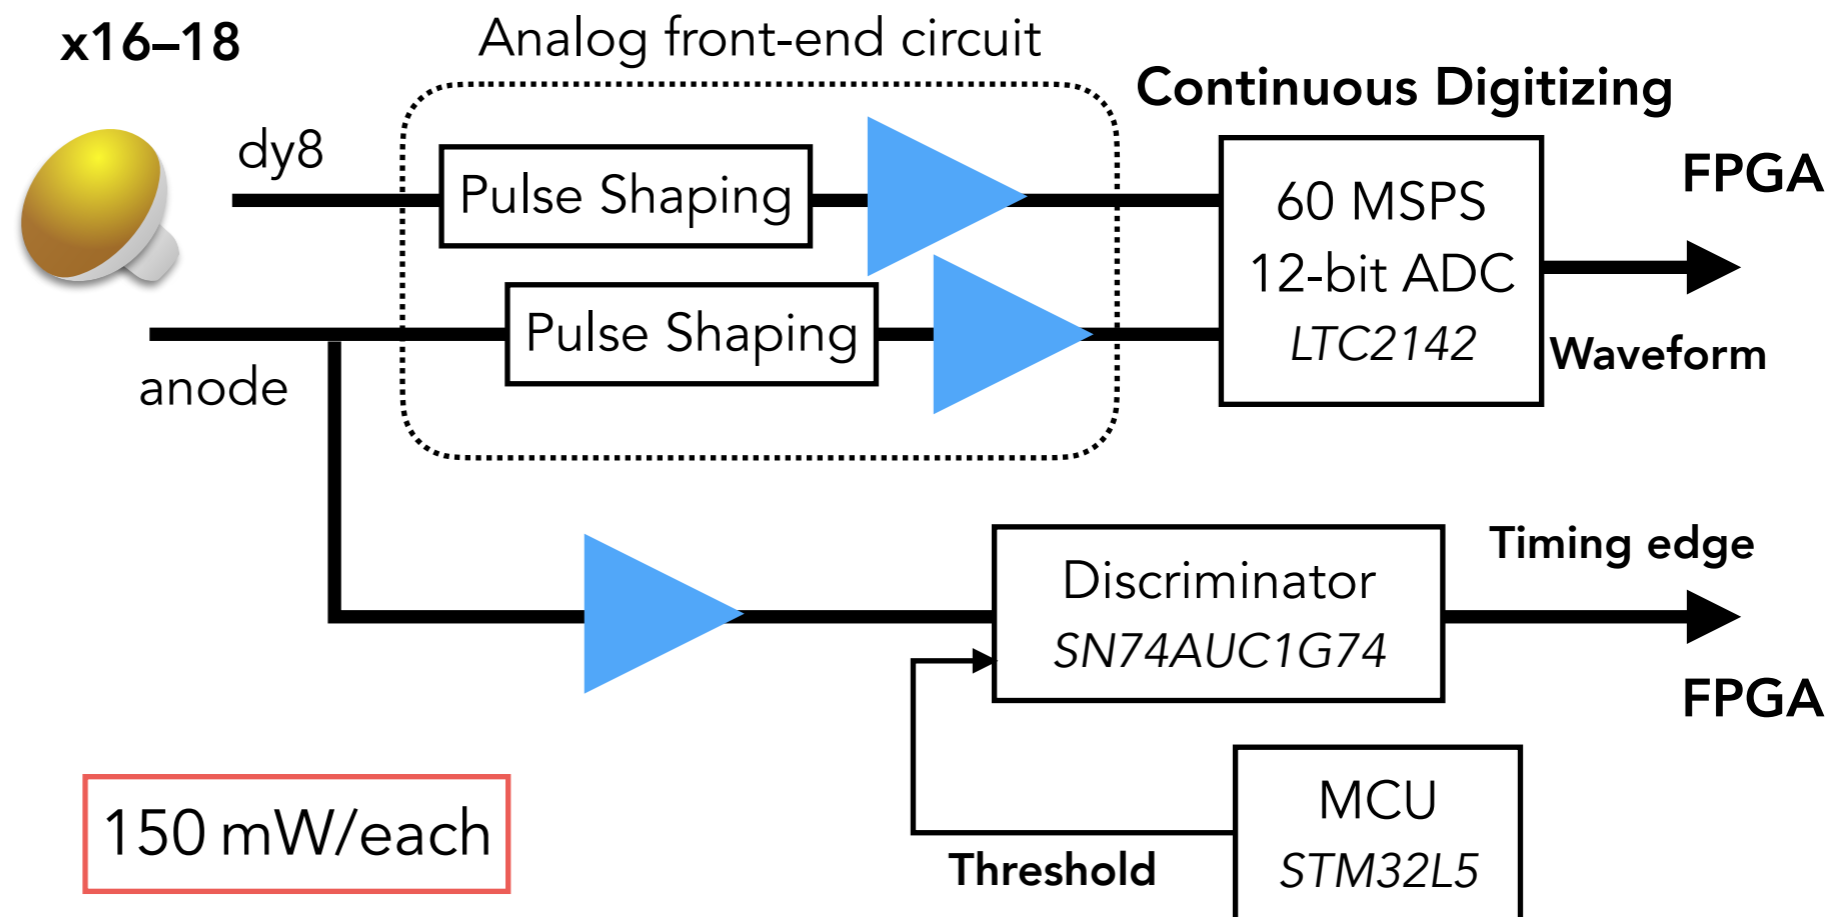 x16–18
Analog front-end circuit
Continuous Digitizing
dy8
Pulse Shaping
60 MSPS
12-bit ADC
LTC2142
FPGA
Waveform
anode
Pulse Shaping
Discriminator
SN74AUC1G74
Timing edge
FPGA
150 mW/each
Threshold
MCU
STM32L5